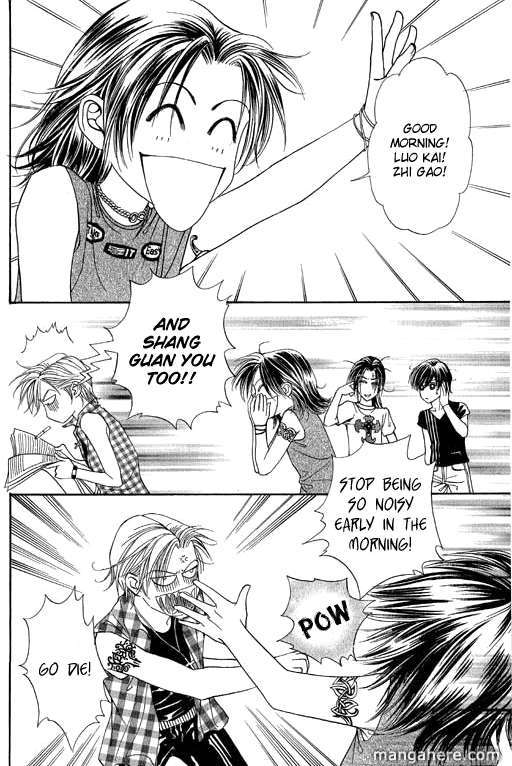 GOOD
MORNING!
LUO KAI!
ZHI GAO!
AND
SHANG
GUAN YOU
TOO!!
STOP BEING
SO NOISY
EARLY IN THE
MORNING!
POW
GO DIE!
mangahere.com